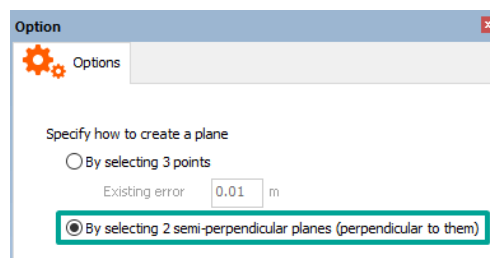 Option
Options
Specify how to create a plane
By selecting 3 points
Existing error 0.01 m
By selecting 2 semi-perpendicular planes (perpendicular to them)